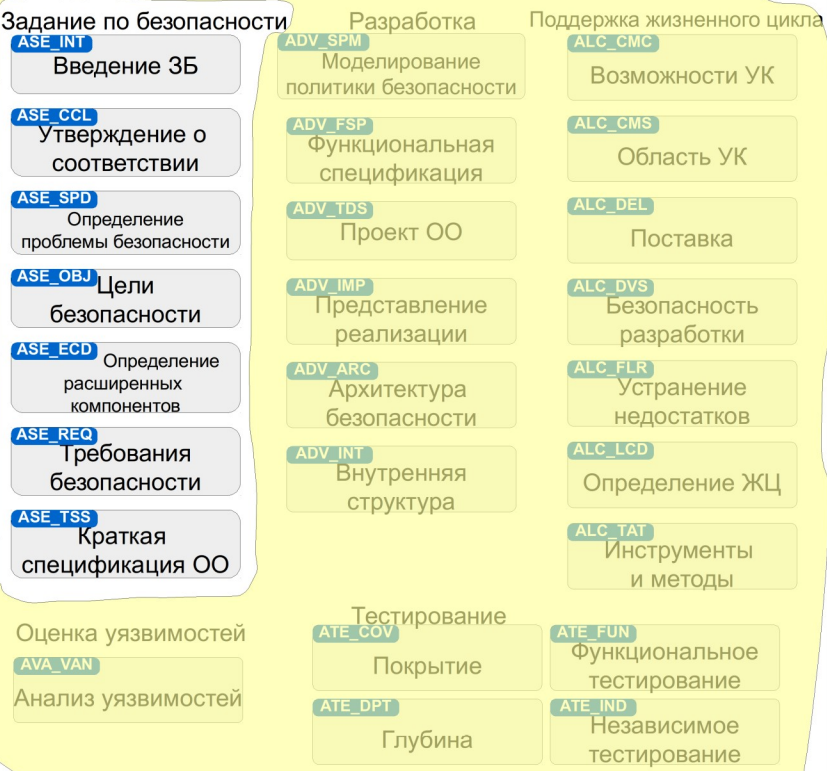 Задание по безопасности
ASE_INT
Введение ЗБ
ASE_CCL
Утверждение о
соответствии
ASE_SPD
Определение
проблемы безопасности
ASE_OBJ
Цели
безопасности
ASE_ECD
Определение
расширенных
компонентов
ASE_REQ
Требования
безопасности
ASE_TSS
Краткая
спецификация ОО
Разработка
ADV_SPM
Моделирование
политики безопасности
ADV_FSP
Функциональная
спецификация
ADV_TDS
Проект ОО
ADV_IMP
Представление
реализации
ADV_ARC
Архитектура
безопасности
ADV_INT
Внутренняя
структура
Поддержка жизненного цикла
ALC_CMC
Возможности УК
ALC_CMS
Область УК
ALC_DEL
Поставка
ALC_DVS
Безопасность
разработки
ALC_FLR
Устранение
недостатков
ALC_LCD
Определение ЖЦ
ALC_TAT
Инструменты
и методы
Оценка уязвимостей
AVA_VAN
Анализ уязвимостей
Тестирование
ATE_COV
Покрытие
ATE_FUN
Функциональное
тестирование
ATE_DPT
Глубина
ATE_IND
Независимое
тестирование